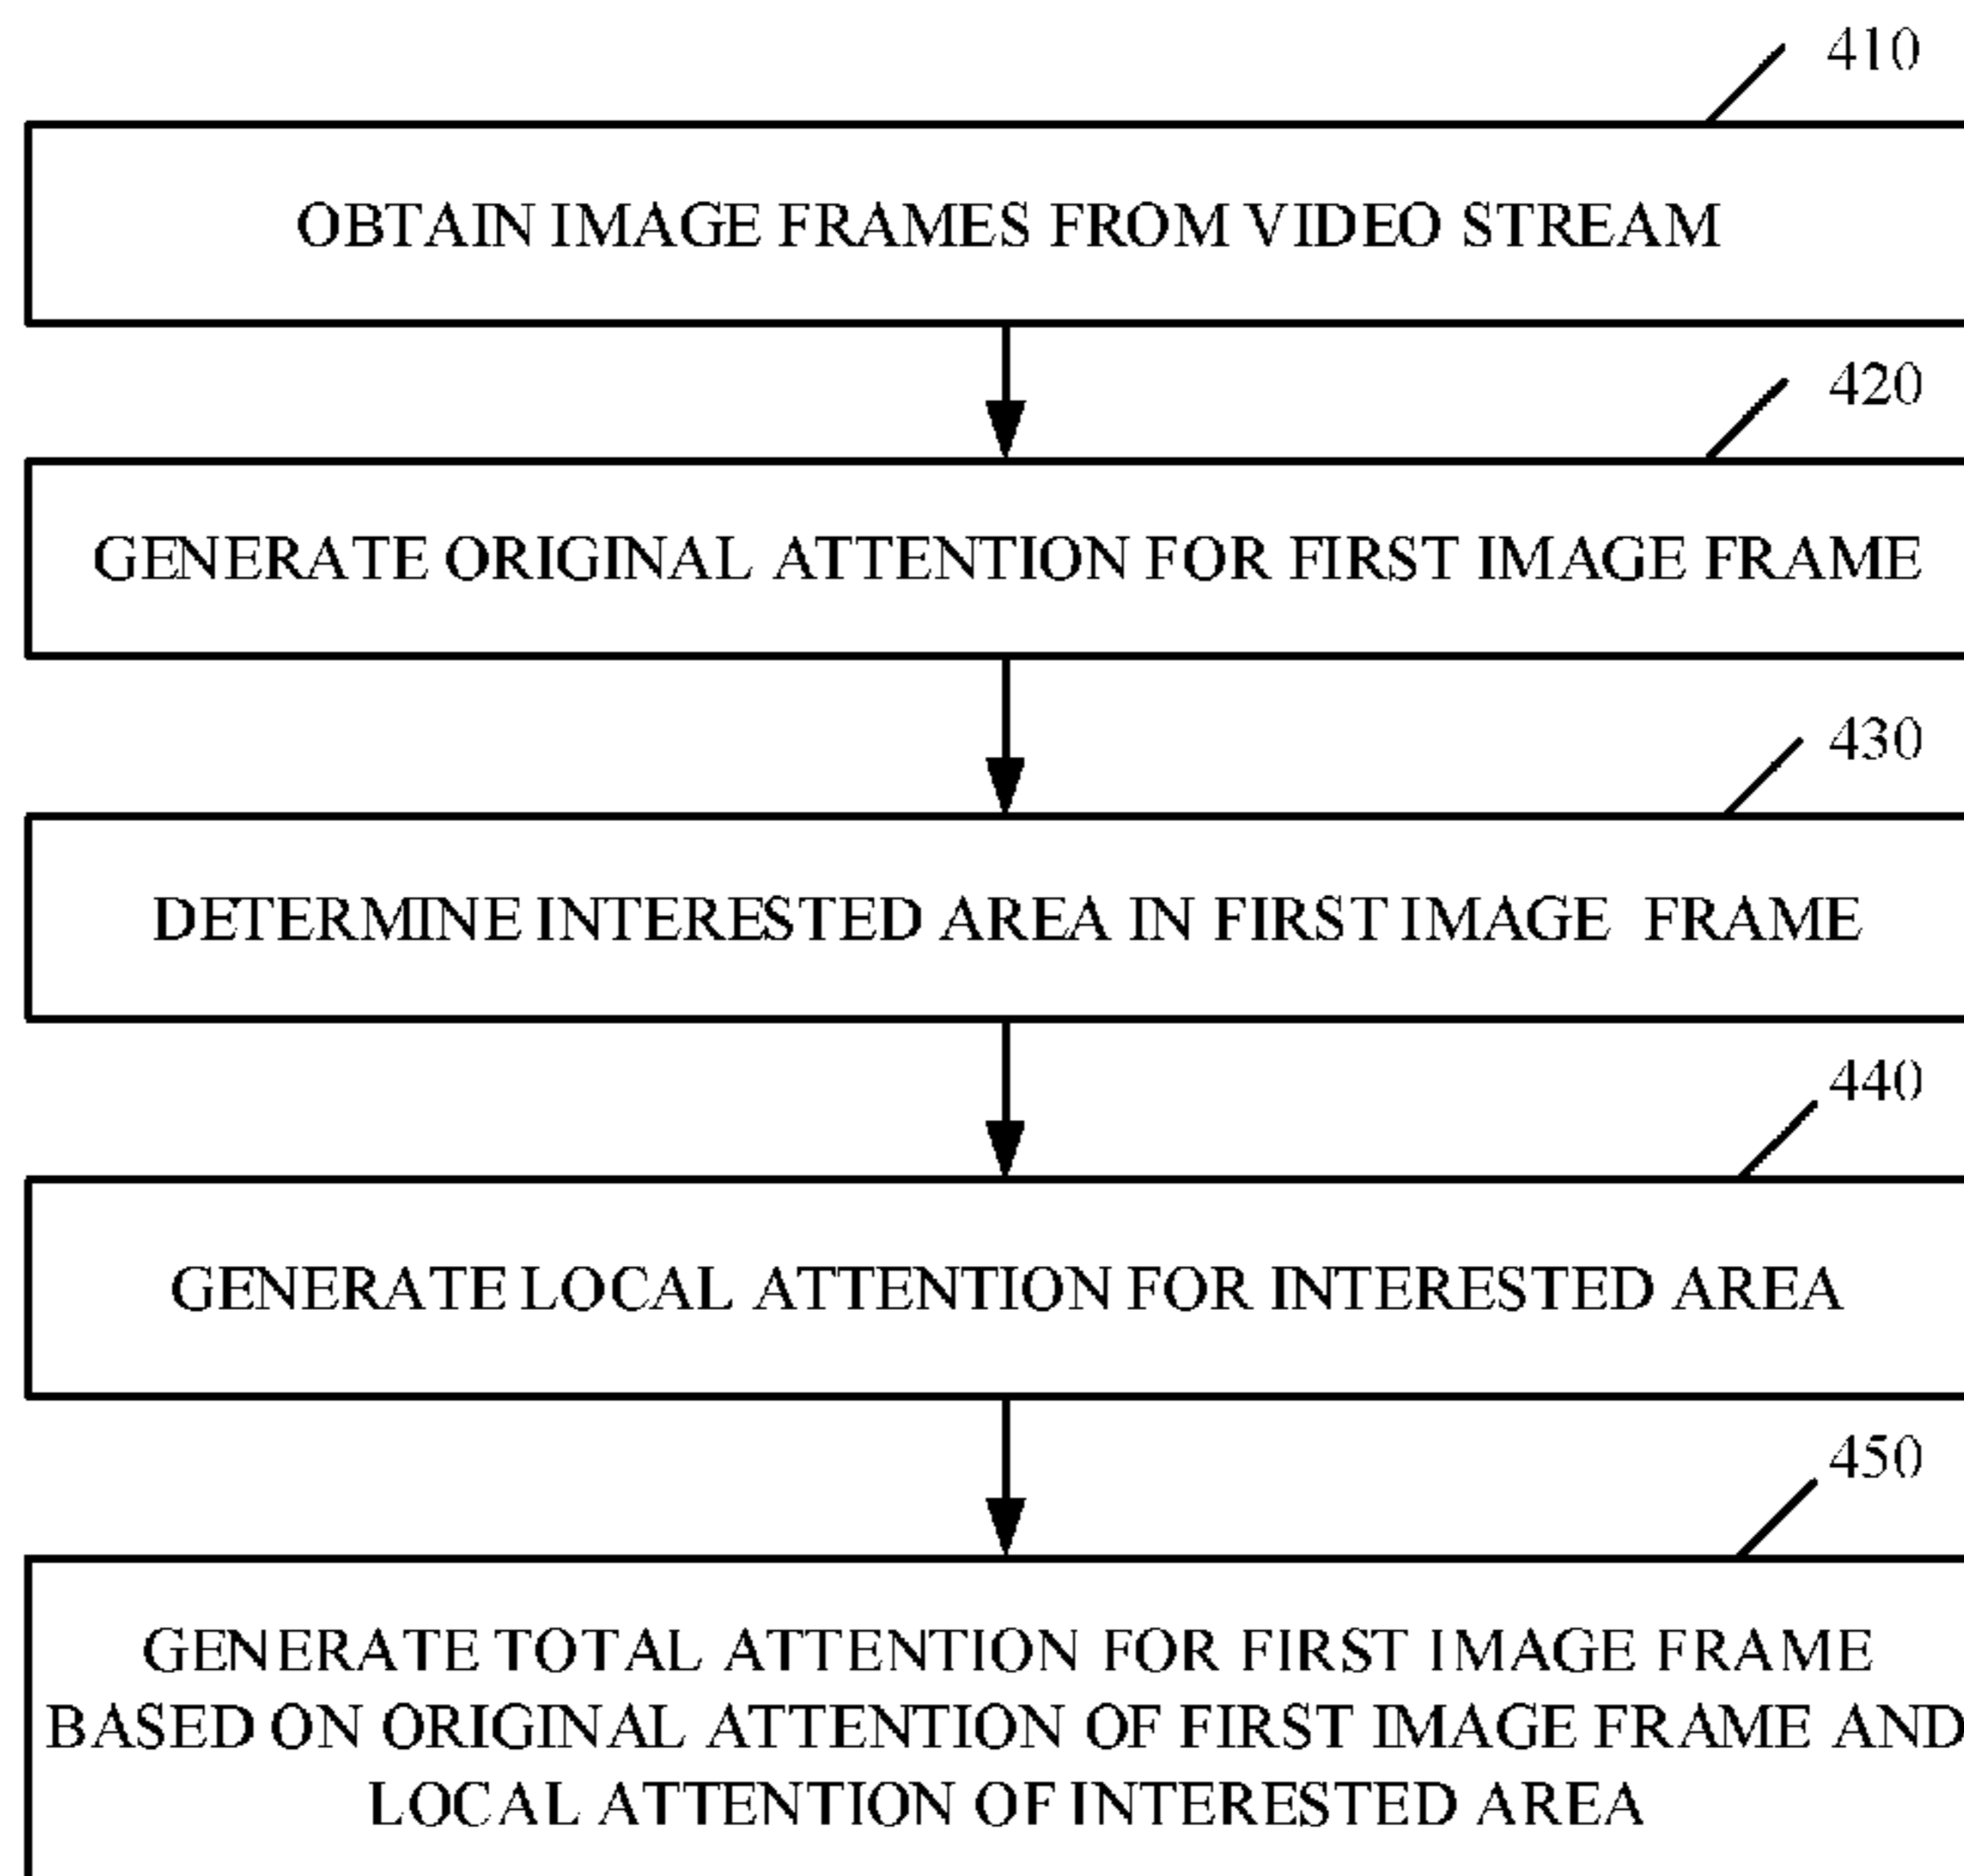 410
OBTAIN IMAGE FRAMES FROM VIDEO STREAM
420
GENERATE ORIGINAL ATTENTION FOR FIRST IMAGE FRAME
430
DETERMINE INTERESTED AREA IN FIRST IMAGE FRAME
440
GENERATE LOCAL ATTENTION FOR INTERESTED AREA
450
GENERATE TOTAL ATTENTION FOR FIRST IMAGE FRAME
BASED ON ORIGINAL ATTENTION OF FIRST IMAGE FRAME AND
LOCAL ATTENTION OF INTERESTED AREA